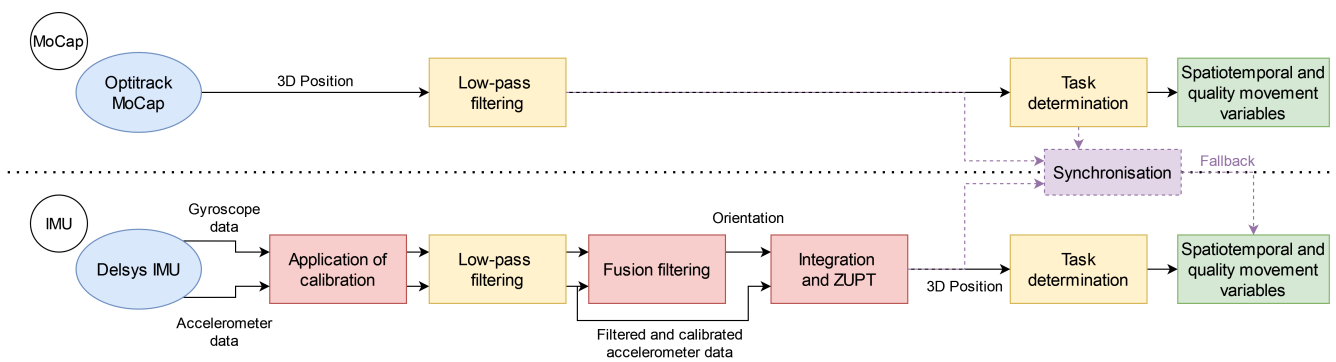 MoCap
Optitrack
MoCap
3D Position
Low-pass
filtering
Task
determination
Spatiotemporal and
quality movement
variables
Synchronisation
Fallback
IMU
Delsys IMU
Gyroscope
data
Accelerometer
data
Application of
calibration
Low-pass
filtering
Fusion filtering
Filtered and calibrated
accelerometer data
Orientation
Integration
and ZUPT
3D Position
Task
determination
Spatiotemporal and
quality movement
variables